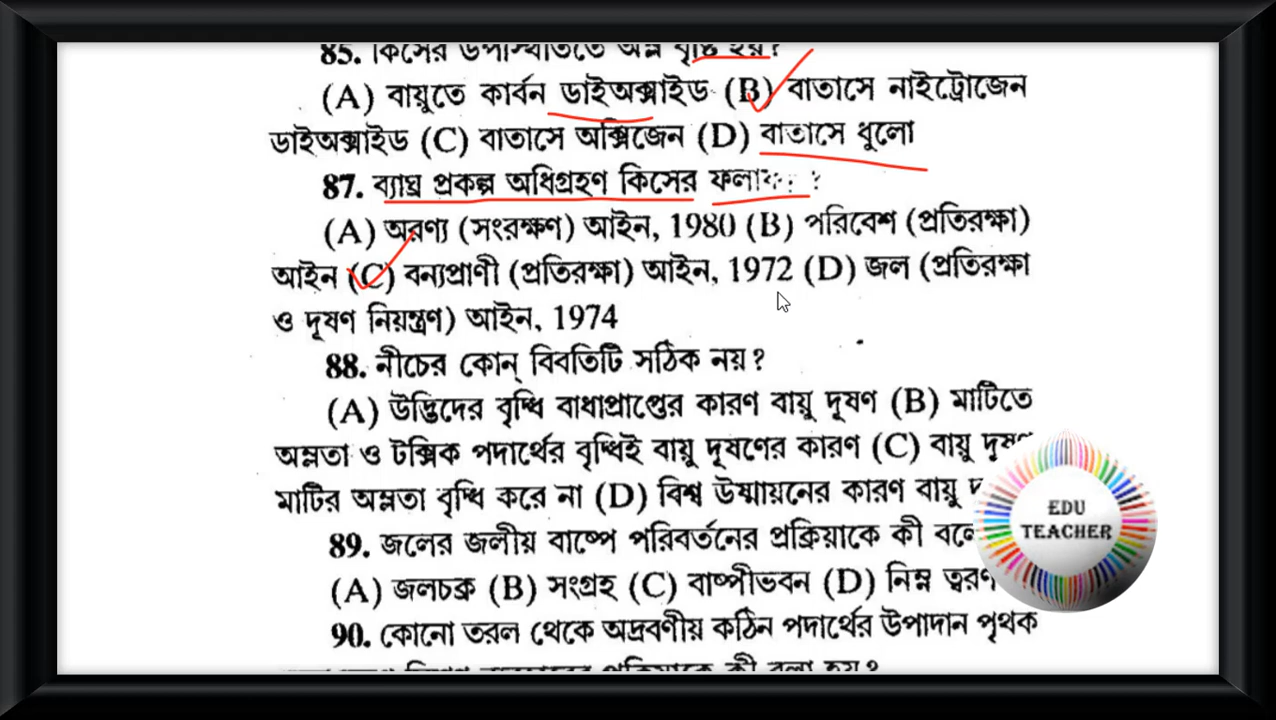 85. কিসের উপস্থিতিতে অম্ল বৃষ্টি হয়?
(A) বায়ুতে কার্বন ডাইঅক্সাইড (B) বাতাসে নাইট্রোজেন
ডাইঅক্সাইড (C) বাতাসে অক্সিজেন (D) বাতাসে ধুলো
87. ব্যাঘ্র প্রকল্প অধিগ্রহণ কিসের ?
(A) অরণ্য (সংরক্ষণ) আইন, 1980 (B) পরিবেশ (প্রতিরক্ষা)
আইন (C) বন্যপ্রাণী (প্রতিরক্ষা) আইন, 1972 (D) জল (প্রতিরক্ষা
ও দূষণ নিয়ন্ত্রণ) আইন, 1974
88. নীচের কোন্ বিবতিটি সঠিক নয়?
(A) উদ্ভিদের বৃদ্ধি বাধাপ্রাপ্তের কারণ বায়ু দূষণ (B) মাটিতে
অম্লতা ও টক্সিক পদার্থের বৃদ্ধিই বায়ু দূষণের কারণ (C) বায়ু
মাটির অম্লতা বৃদ্ধি করে না (D) বিশ্ব উষ্মায়নের কারণ বায়ু
89. জলের জলীয় বাষ্পে পরিবর্তনের প্রক্রিয়াকে কী
(A) জলচক্র (B) সংগ্রহ (C) বাষ্পীভবন (D) নিম্ন
90. কোনো তরল থেকে অদ্রবণীয় কঠিন পদার্থের উপাদান পৃথক
EDU
TEACHER